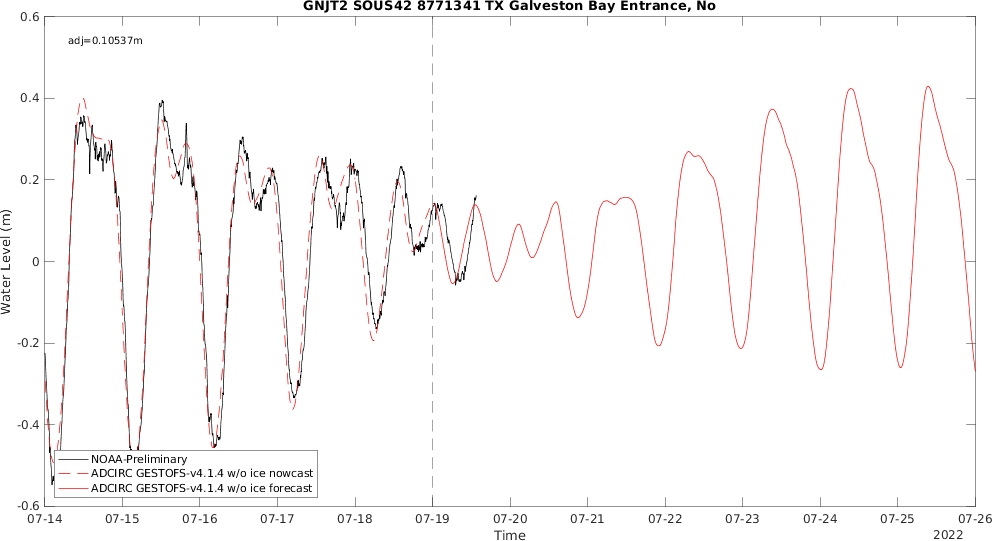 GNJT2 SOUS42 8771341 TX Galveston Bay Entrance, No
adj=0.10537m
Water Level (m)
0.6
0.4
0.2
0
-0.2
-0.4
-0.6
NOAA-Preliminary
ADCIRC GESTOFS-v4.1.4 w/o ice nowcast
ADCIRC GESTOFS-v4.1.4 w/o ice forecast
07-14 07-15 07-16 07-17 07-18 07-19 07-20 07-21 07-22 07-23 07-24 07-25 07-26
Time
2022